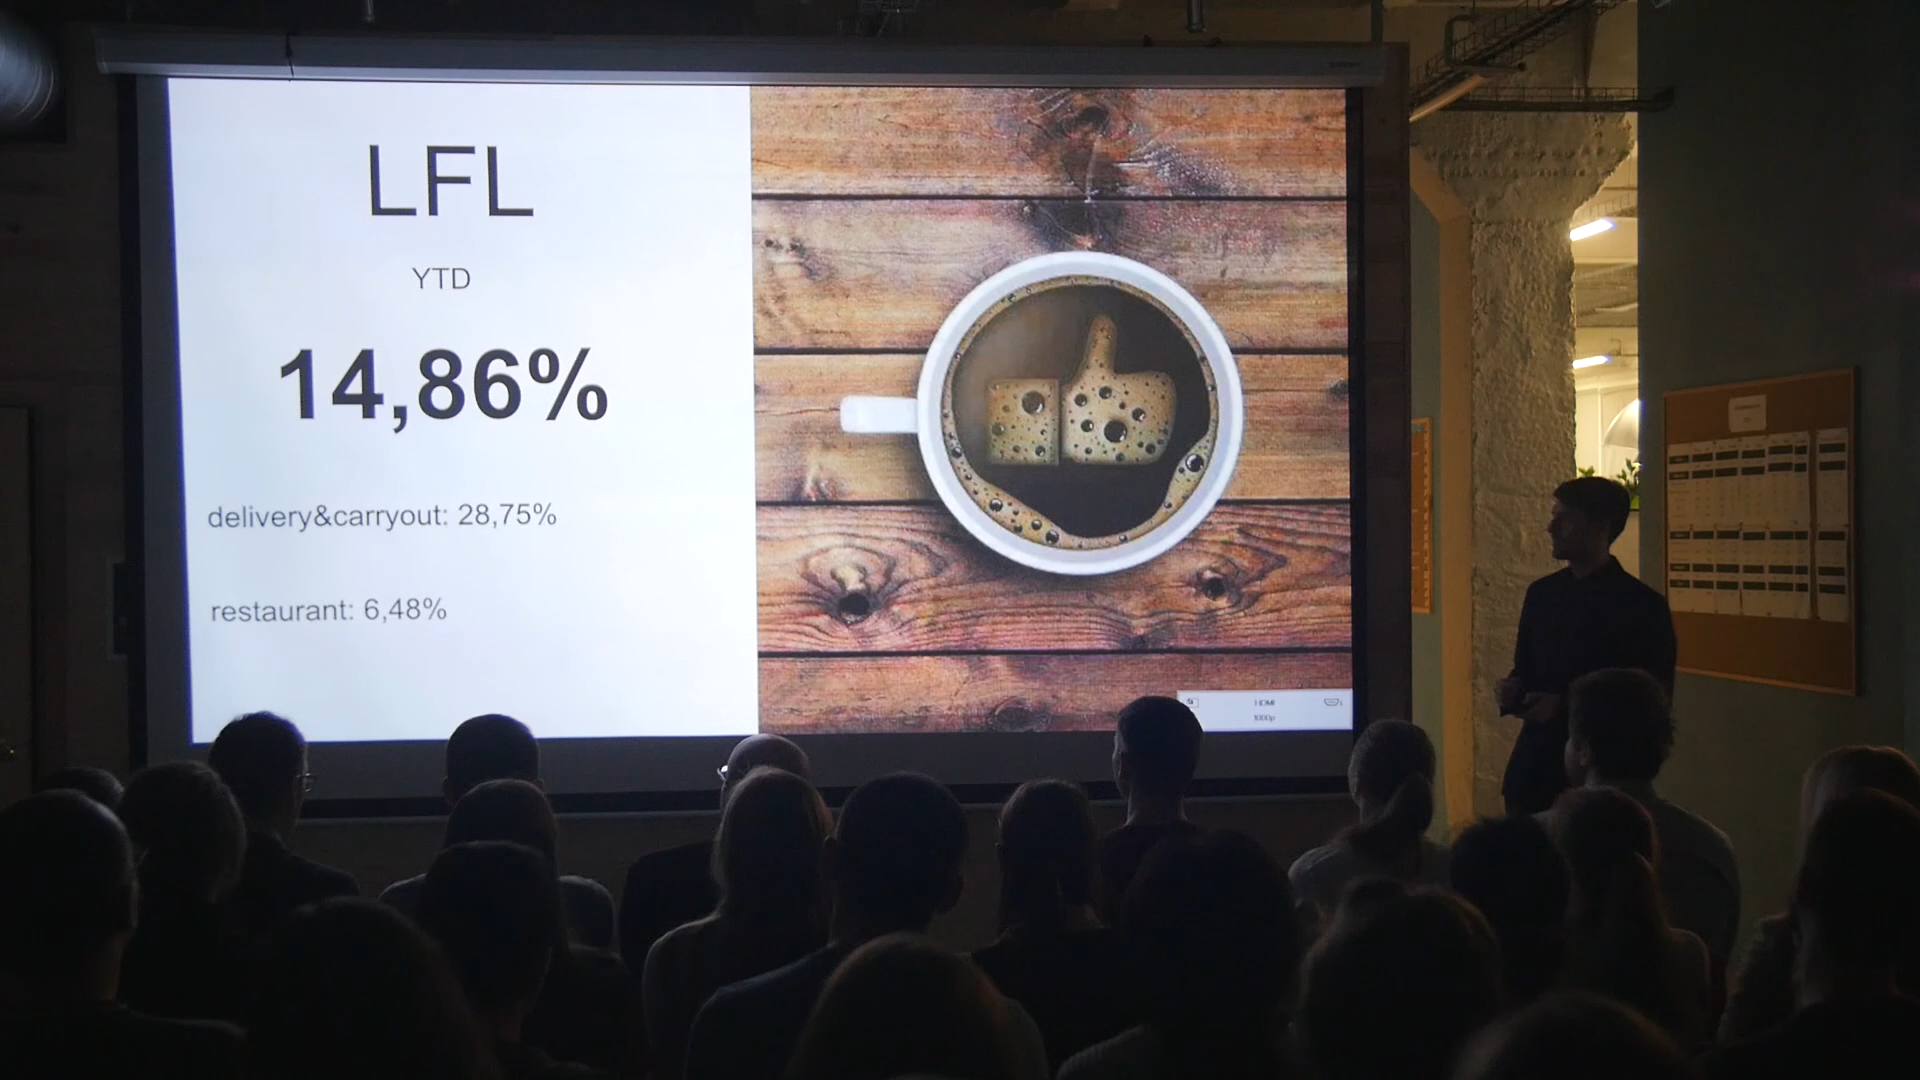 LFL
YTD
14,86%
delivery&carryout: 28,75%
restaurant: 6,48%
HDMI
1080p